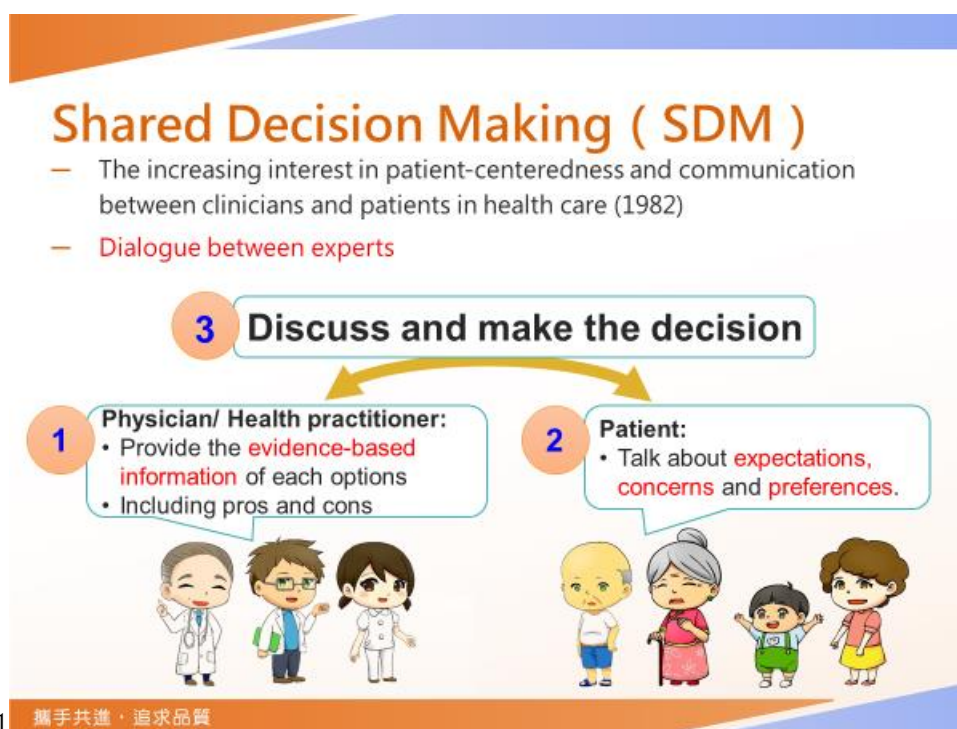 Shared Decision Making ( SDM )
— The increasing interest in patient-centeredness and communication
between clinicians and patients in health care (1982)
— Dialogue between experts
3 Discuss and make the decision
1 Physician/ Health practitioner:
• Provide the evidence-based
information of each options
• Including pros and cons
2 Patient:
• Talk about expectations,
concerns and preferences.
1 攜手共進，追求品質